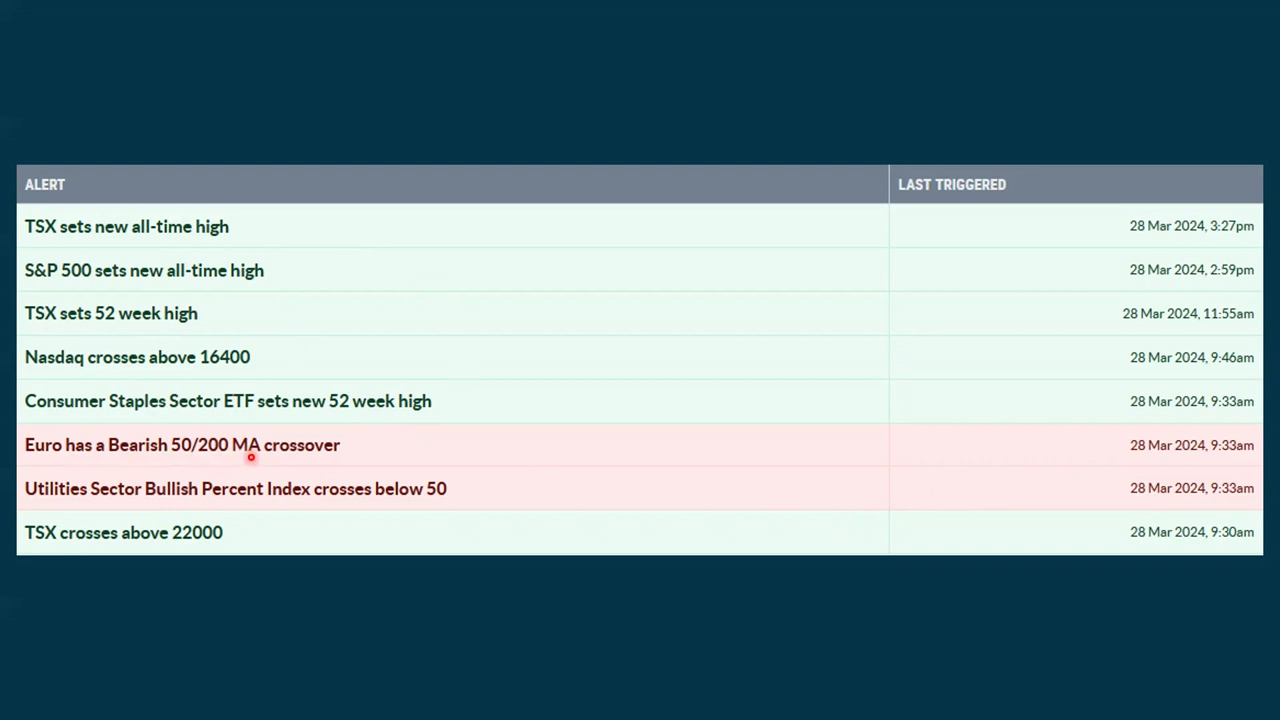 ALERT LAST TRIGGERED
TSX sets new all-time high 28 Mar 2024, 3:27pm
S&P 500 sets new all-time high 28 Mar 2024, 2:59pm
TSX sets 52 week high 28 Mar 2024, 11:55am
Nasdaq crosses above 16400 28 Mar 2024, 9:46am
Consumer Staples Sector ETF sets new 52 week high 28 Mar 2024, 9:33am
Euro has a Bearish 50/200 MA crossover 28 Mar 2024, 9:33am
Utilities Sector Bullish Percent Index crosses below 50 28 Mar 2024, 9:33am
TSX crosses above 22000 28 Mar 2024, 9:30am